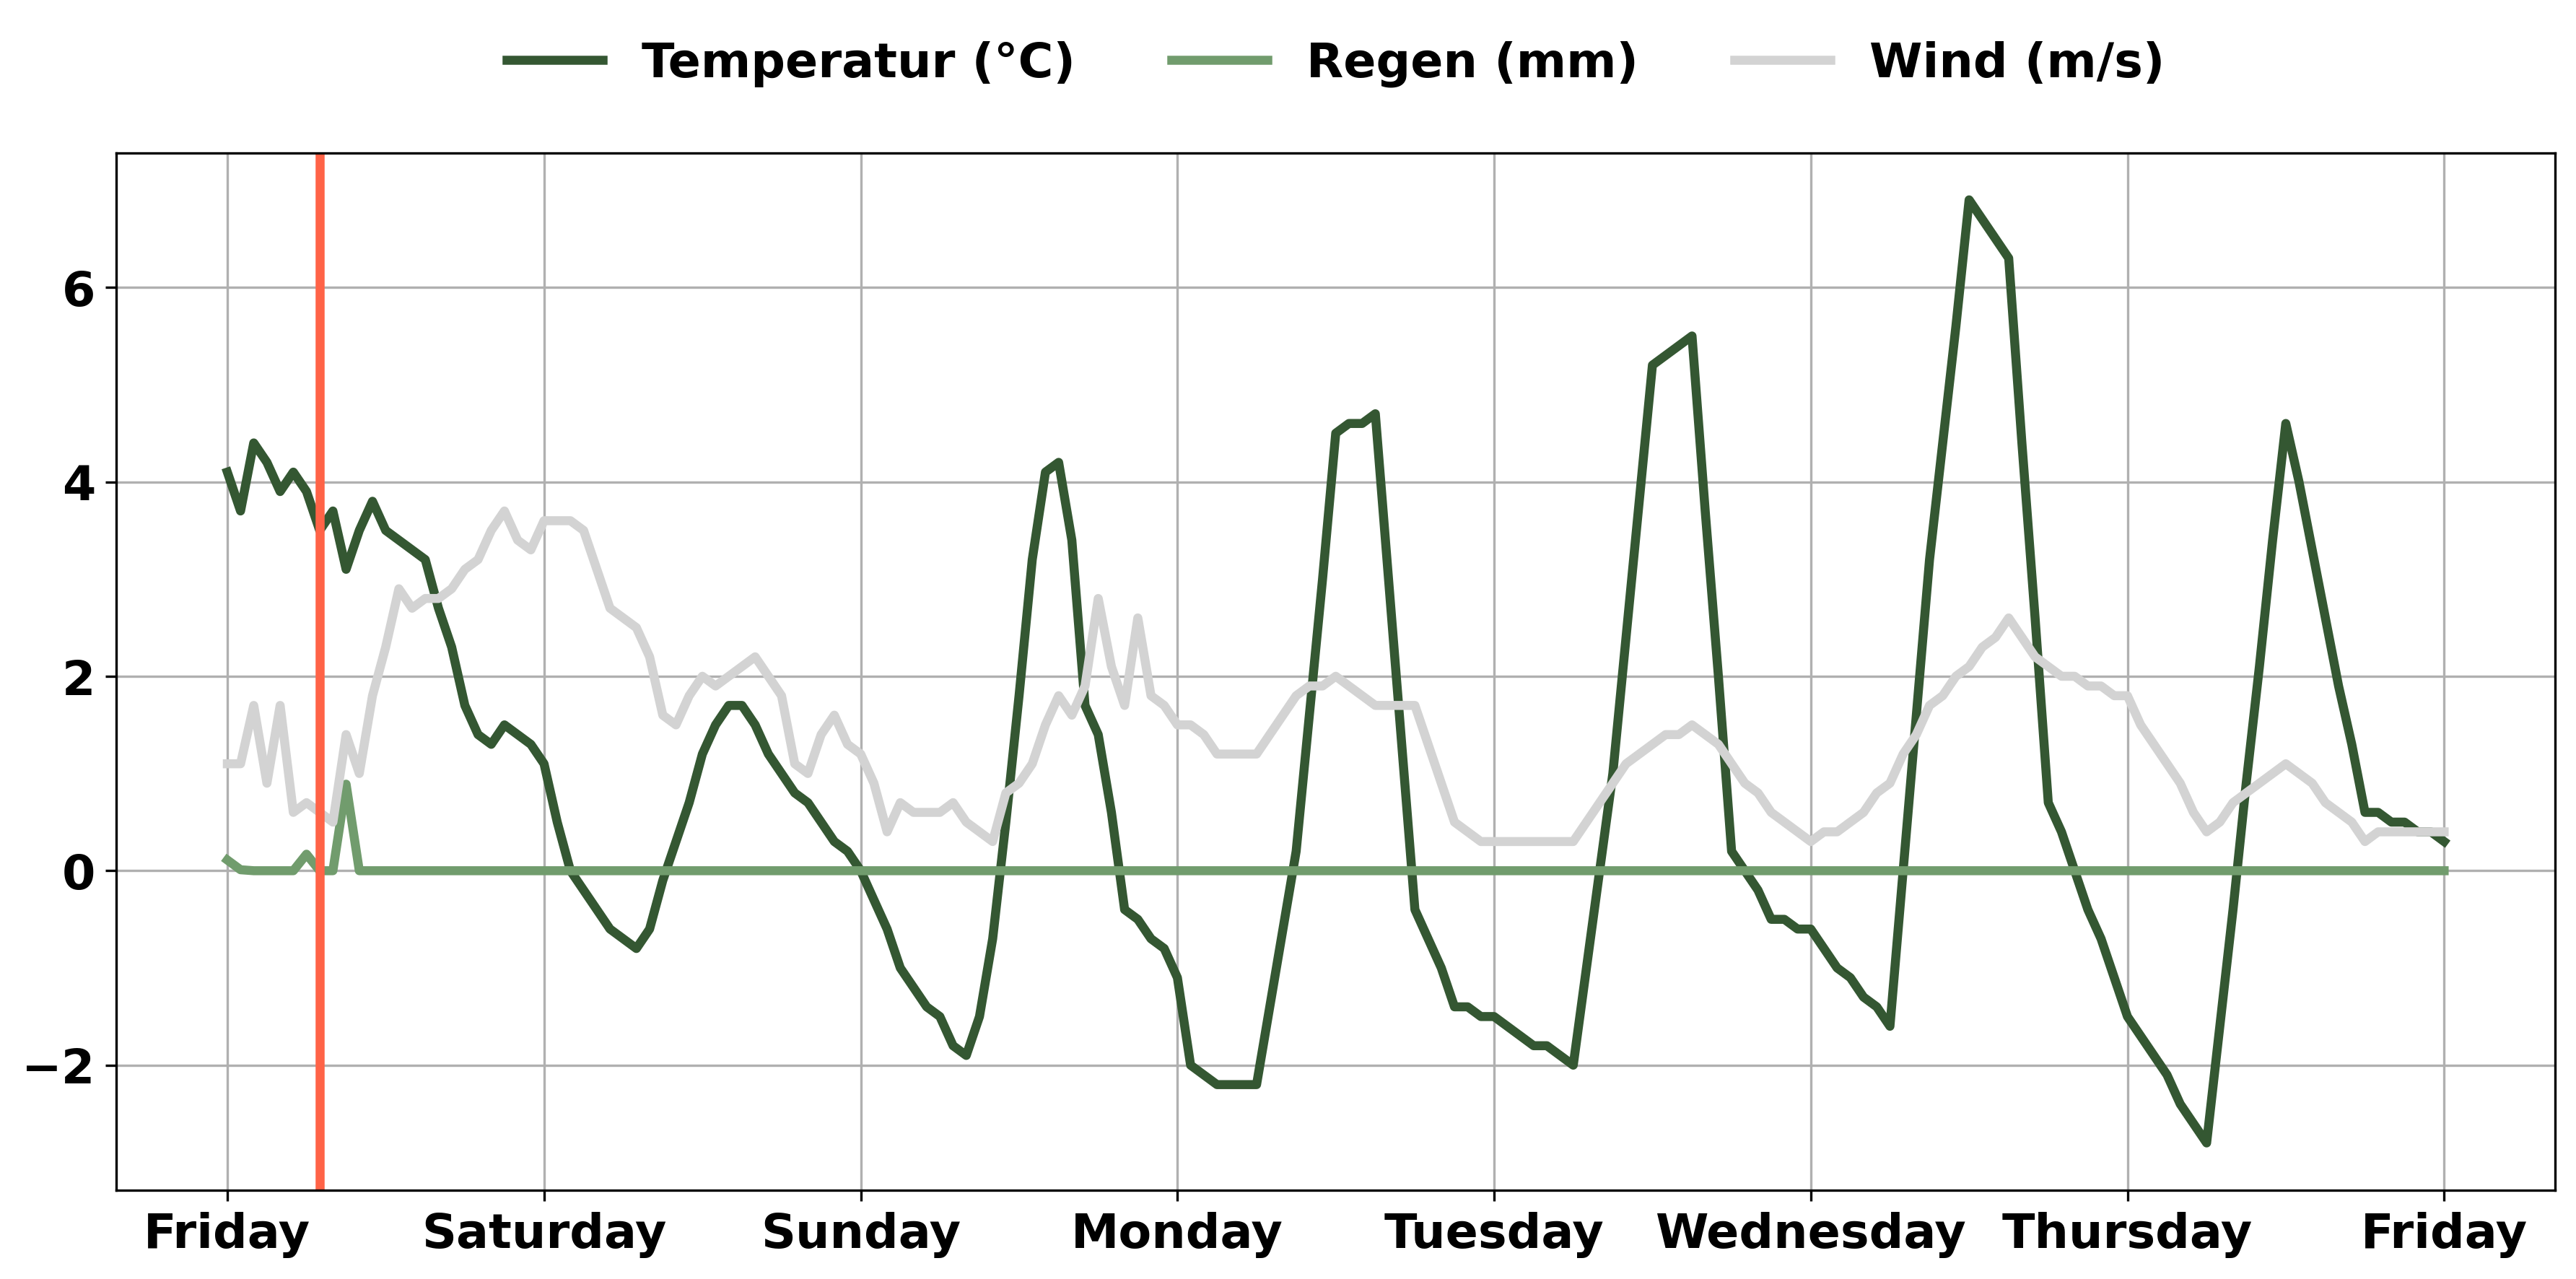 Temperatur (°C) Regen (mm) Wind (m/s)
6
4
2
0
−2
Friday Saturday Sunday Monday Tuesday Wednesday Thursday Friday